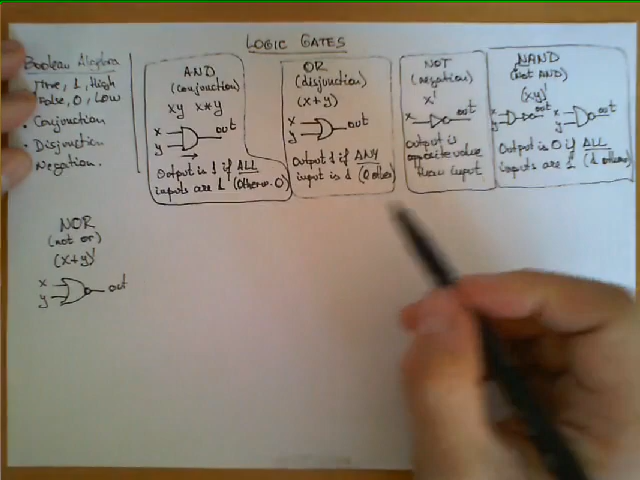 LOGIC GATES
Boolean Algebra
True, 1, High
False, 0, Low
• Conjunction
• Disjunction
• Negation.
AND
(conjunction)
xy x*y
x
y
out
Output is 1 if ALL
inputs are 1 (Otherw. 0)
OR
(disjunction)
(x+y)
x
y
out
Output 1 if ANY
input is 1 (0 other)
NOT
(negation)
x'
x
out
Output is
opposite value
than input
NAND
(Not AND)
(xy)'
x
y
out
x
y
out
Output is 0 if ALL
inputs are 1 (1 otherw)
NOR
(not or)
(x+y)'
x
y
out